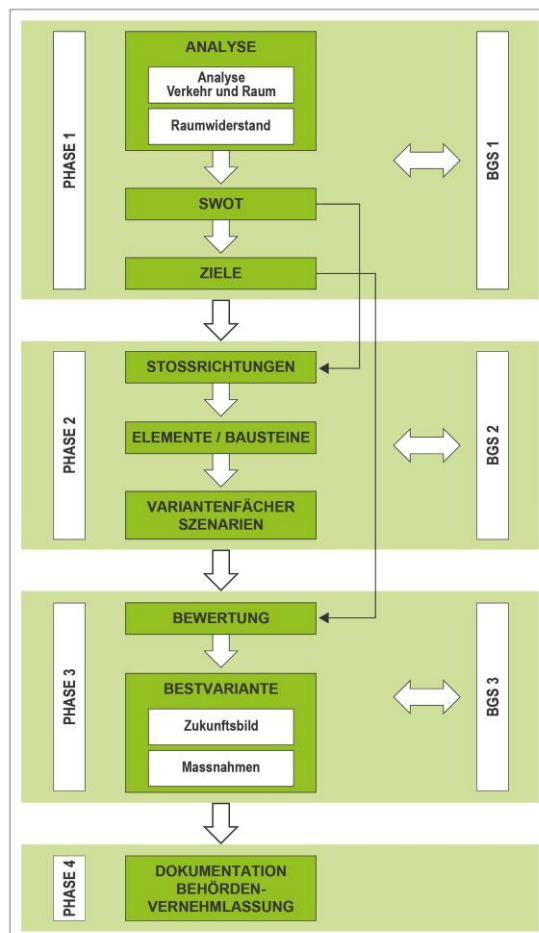 PHASE 1
ANALYSE
Analyse
Verkehr und Raum
Raumwiderstand
SWOT
ZIELE
BGS 1
PHASE 2
STOSSRICHTUNGEN
ELEMENTE / BAUSTEINE
VARIANTENFÄCHER
SZENARIEN
BGS 2
PHASE 3
BEWERTUNG
BESTVARIANTE
Zukunftsbild
Massnahmen
BGS 3
PHASE 4
DOKUMENTATION
BEHÖRDEN-
VERNEHMLASSUNG